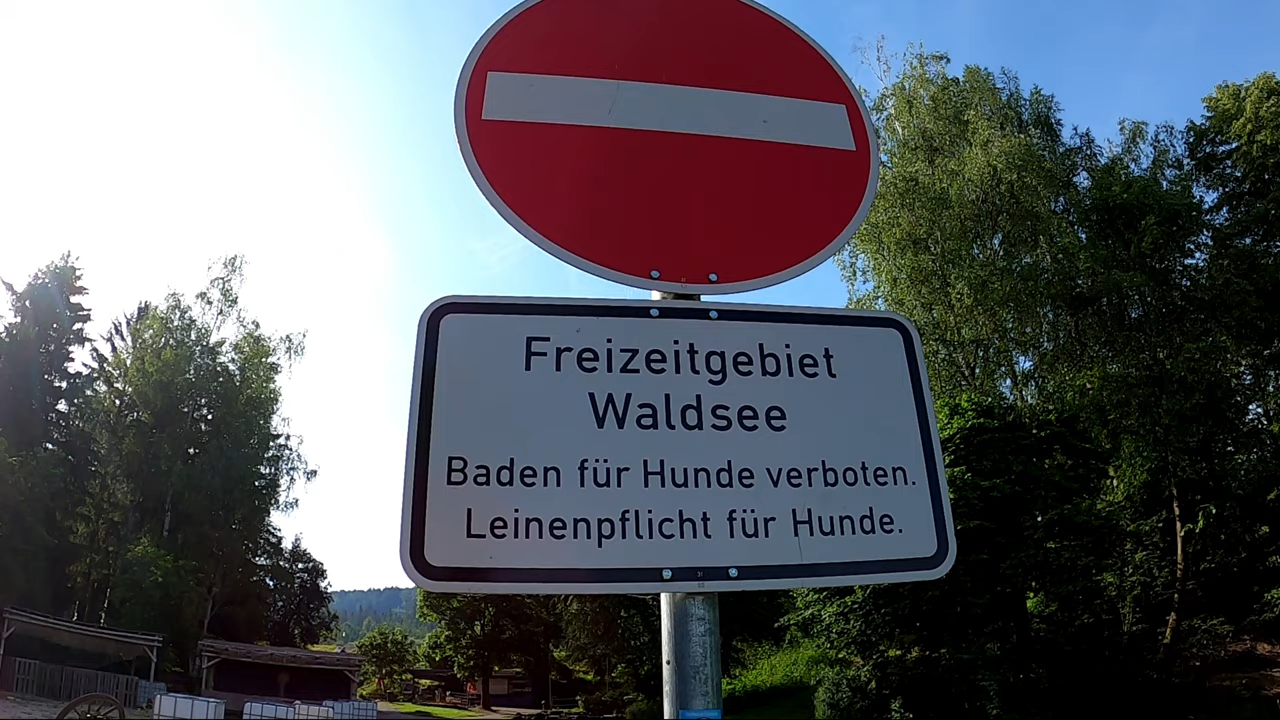 Freizeitgebiet
Waldsee
Baden für Hunde verboten.
Leinenpflicht für Hunde.